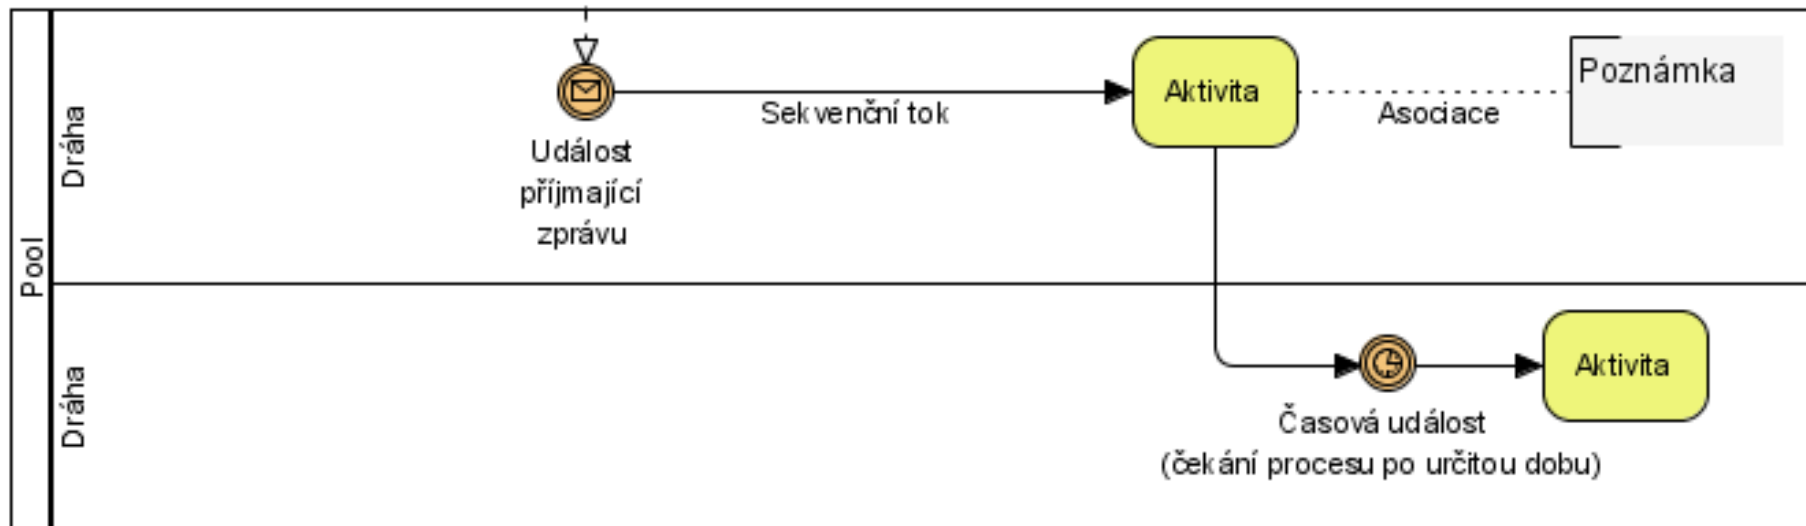 Pool
Dráha
Událost
příjmající
zprávu
Sekvenční tok
Aktivita
Asociace
Poznámka
Dráha
Časová událost
(čekání procesu po určitou dobu)
Aktivita